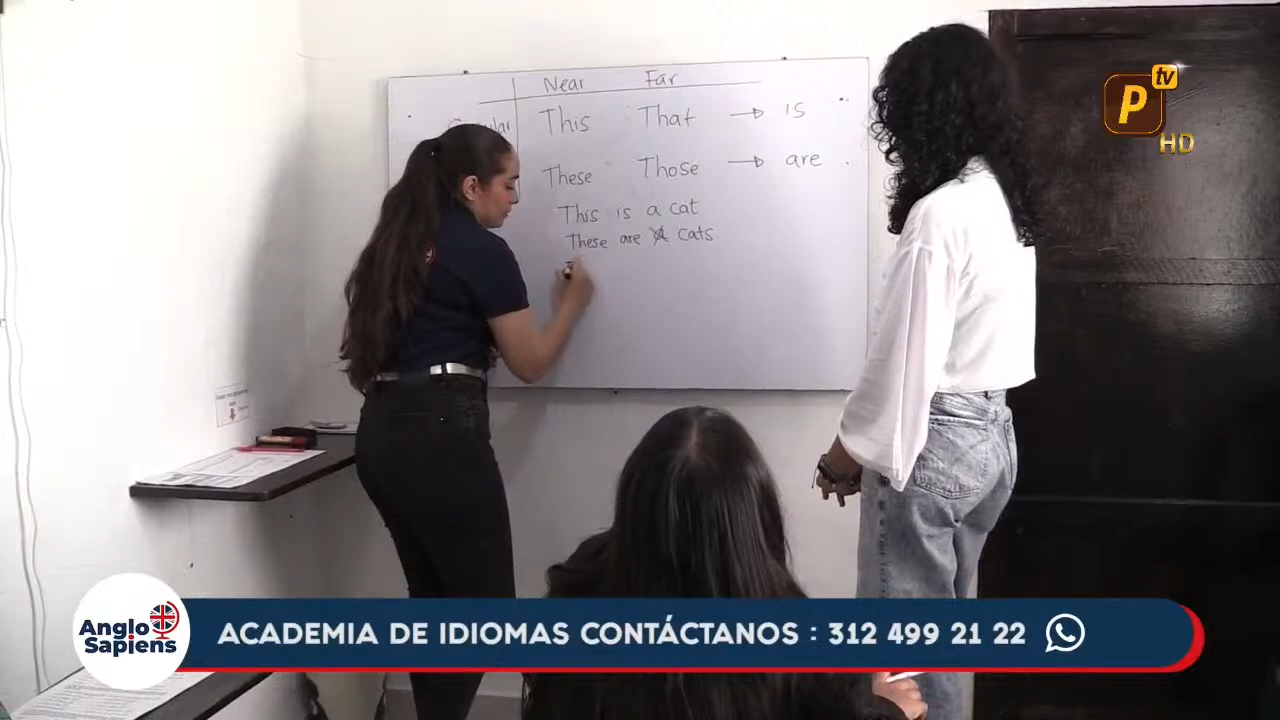 Near Far
This That → is
These Those → are
This is a cat
These are cats.
P tv
HD
Anglo
Sapiens
ACADEMIA DE IDIOMAS CONTÁCTANOS : 312 499 21 22